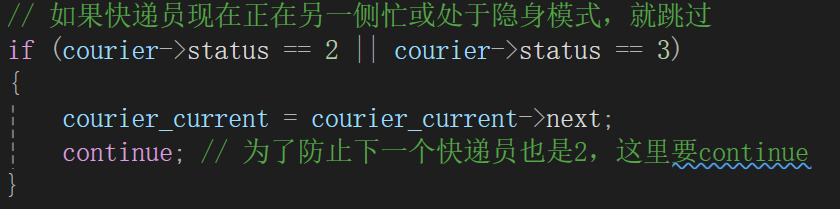 // 如果快递员现在正在另一侧忙或处于隐身模式，就跳过
if (courier->status == 2 || courier->status == 3)
{
courier_current = courier_current->next;
continue; // 为了防止下一个快递员也是2，这里要continue
}